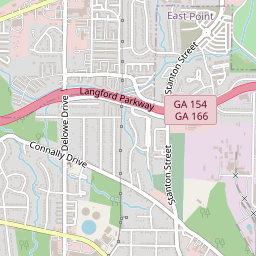 East-Point
Stanton Street
Langford Parkway
GA 154
GA 166
Delowe Drive
Connally Drive
Stanton Street